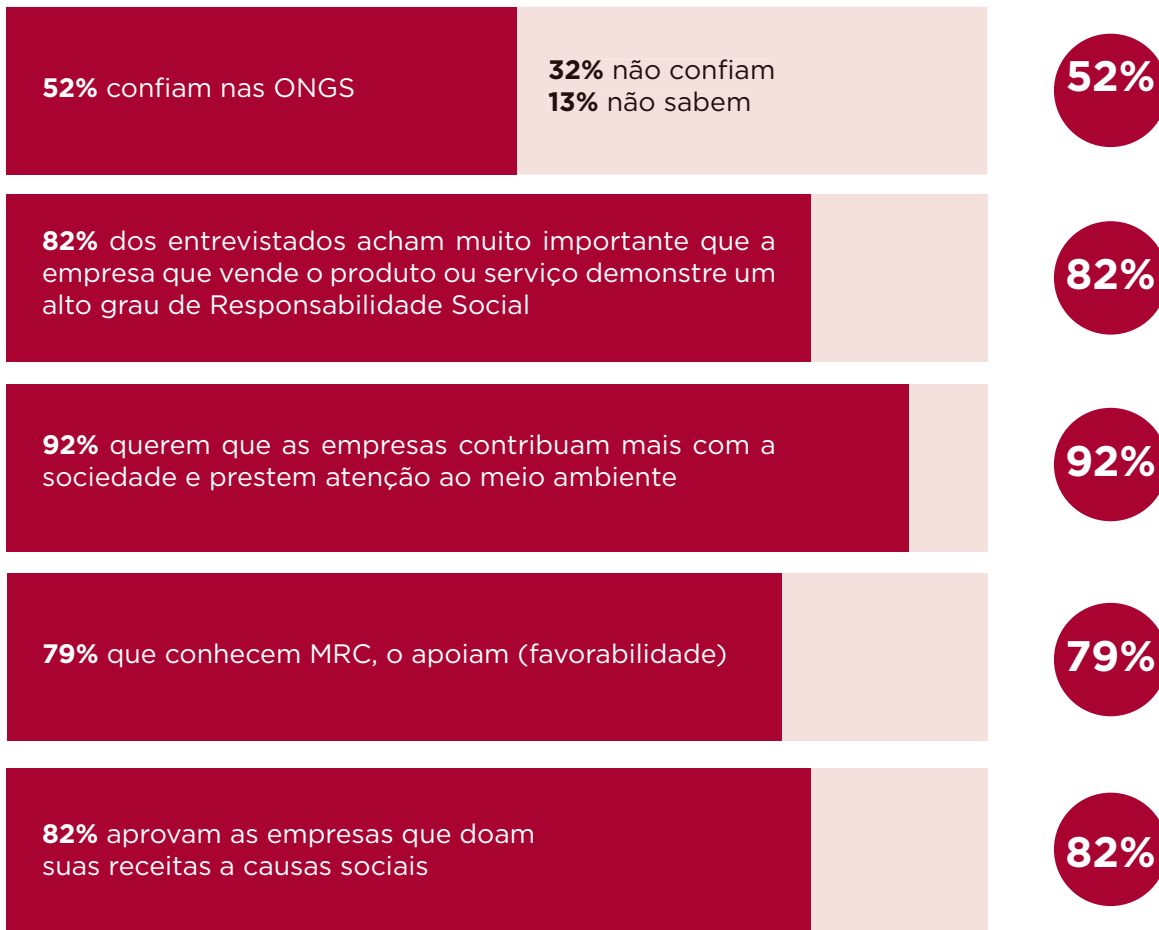 52% confiam nas ONGS
32% não confiam
13% não sabem
52%
82% dos entrevistados acham muito importante que a
empresa que vende o produto ou serviço demonstre um
alto grau de Responsabilidade Social
82%
92% querem que as empresas contribuam mais com a
sociedade e prestem atenção ao meio ambiente
92%
79% que conhecem MRC, o apoiam (favorabilidade)
79%
82% aprovam as empresas que doam
suas receitas a causas sociais
82%